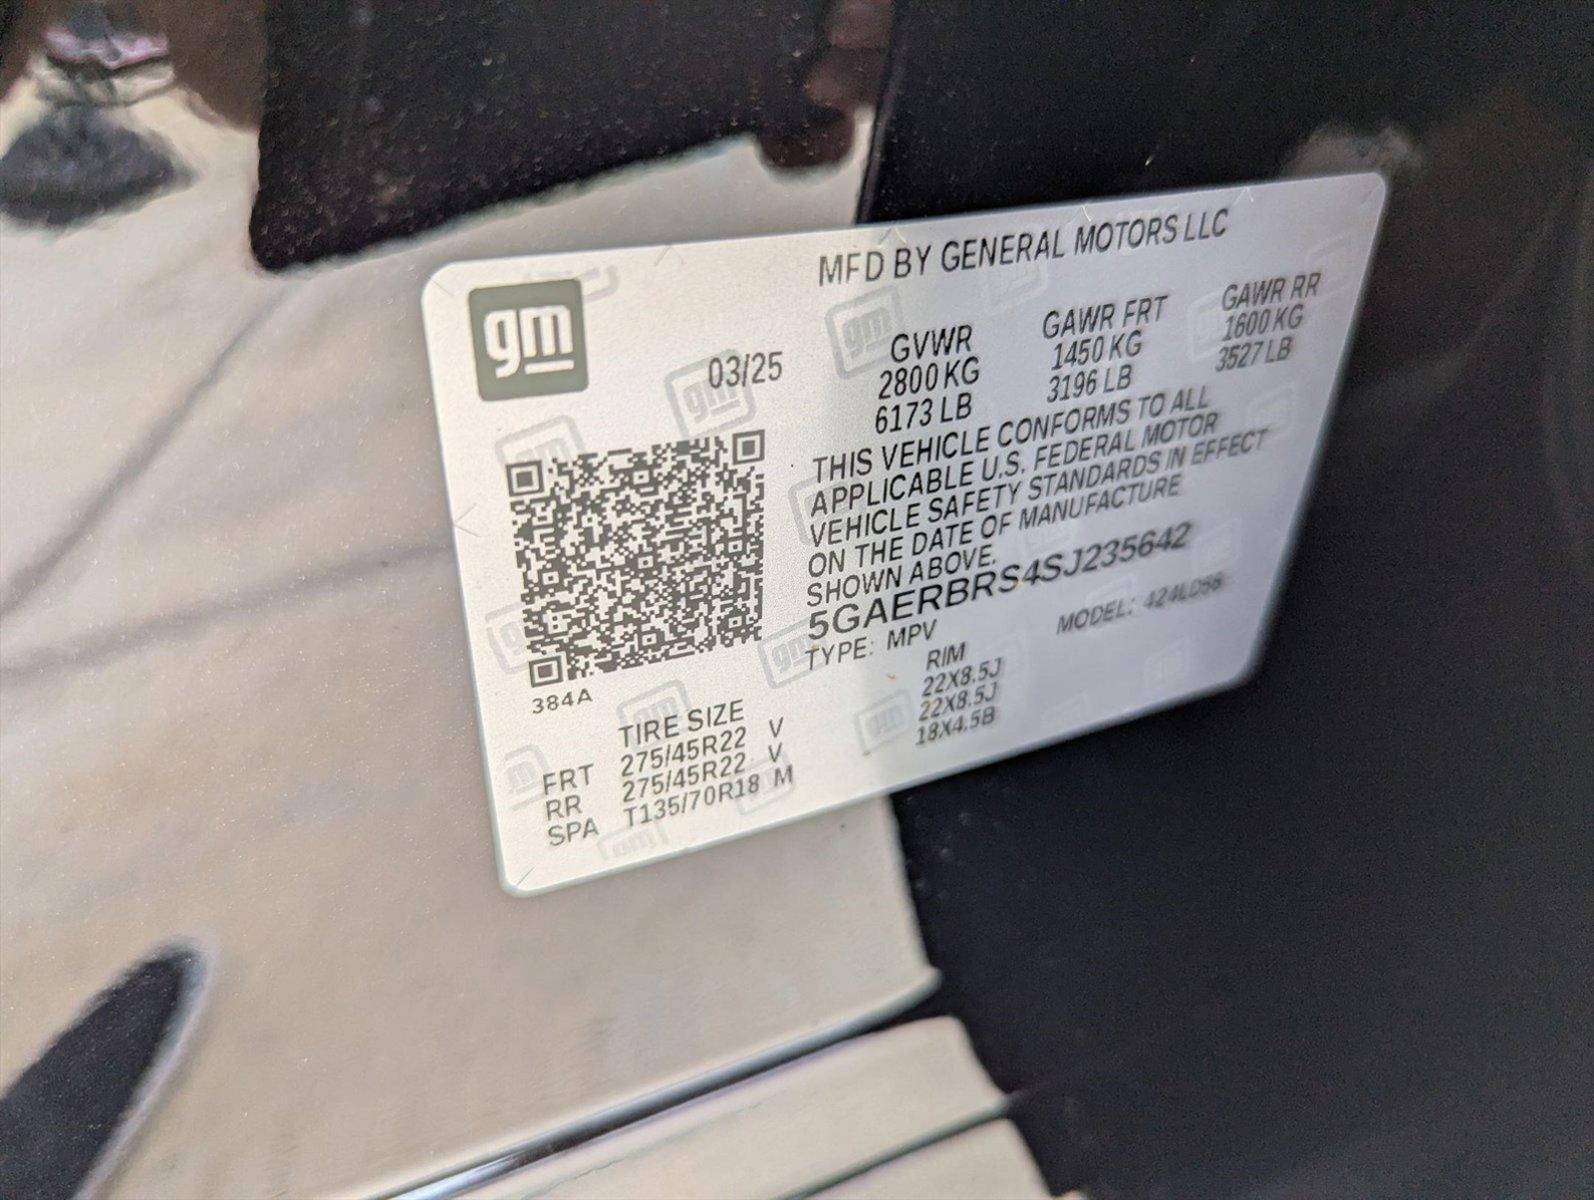 MFD BY GENERAL MOTORS LLC
gm
03/25
GVWR GAWR FRT GAWR RR
2800 KG 1450 KG 1600 KG
6173 LB 3196 LB 3527 LB
THIS VEHICLE CONFORMS TO ALL
APPLICABLE U.S. FEDERAL MOTOR
VEHICLE SAFETY STANDARDS IN EFFECT
ON THE DATE OF MANUFACTURE
SHOWN ABOVE.
5GAERBRS4SJ235642
TYPE: MPV MODEL: 424LD56
384A
TIRE SIZE RIM
FRT 275/45R22 V 22X8.5J
RR 275/45R22 V 22X8.5J
SPA T135/70R18 M 18X4.5B